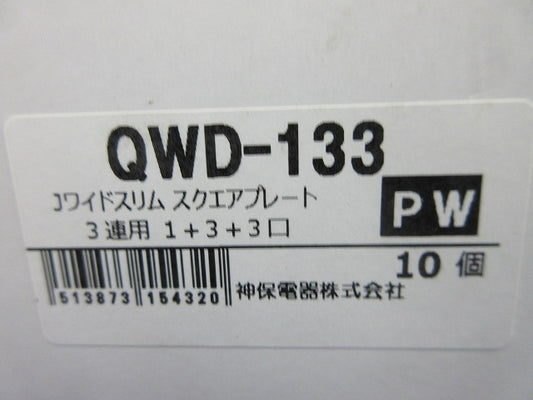 QWD-133
Jワイドスリム スクエアプレート
3連用 1+3+3口
PW
10 個
513873 154320
神保電器株式会社